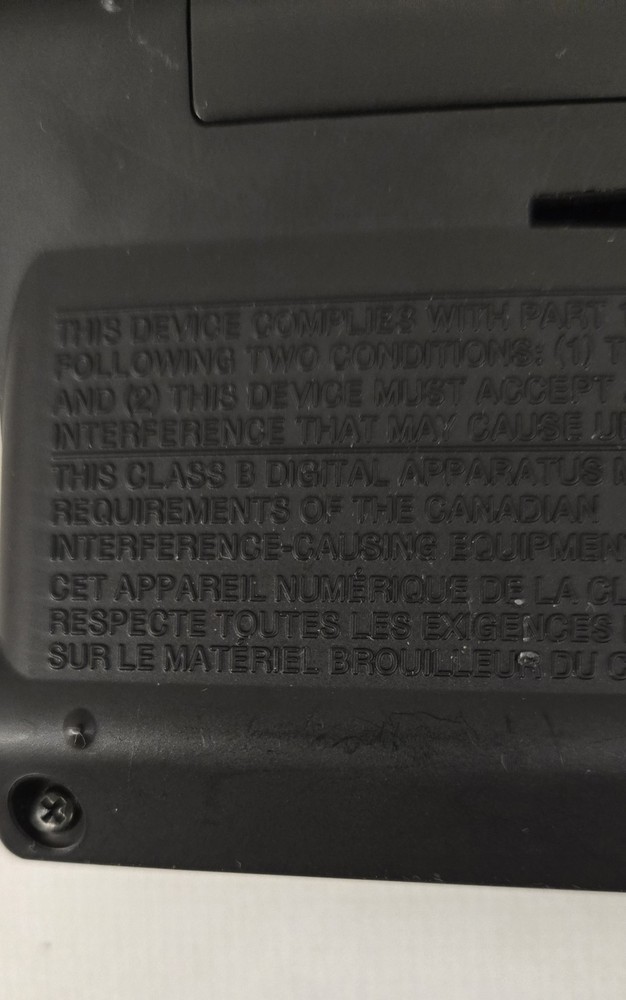 THIS DEVICE COMPLIES WITH PART
FOLLOWING TWO CONDITIONS: (1)
AND (2) THIS DEVICE MUST ACCEPT
INTERFERENCE THAT MAY CAUSE
THIS CLASS B DIGITAL APPARATUS
REQUIREMENTS OF THE CANADIAN
INTERFERENCE-CAUSING EQUIPMEN
CET APPAREIL NUMÉRIQUE DE LA
RESPECTE TOUTES LES EXIGENCES
SUR LE MATÉRIEL BROUILLEUR DU